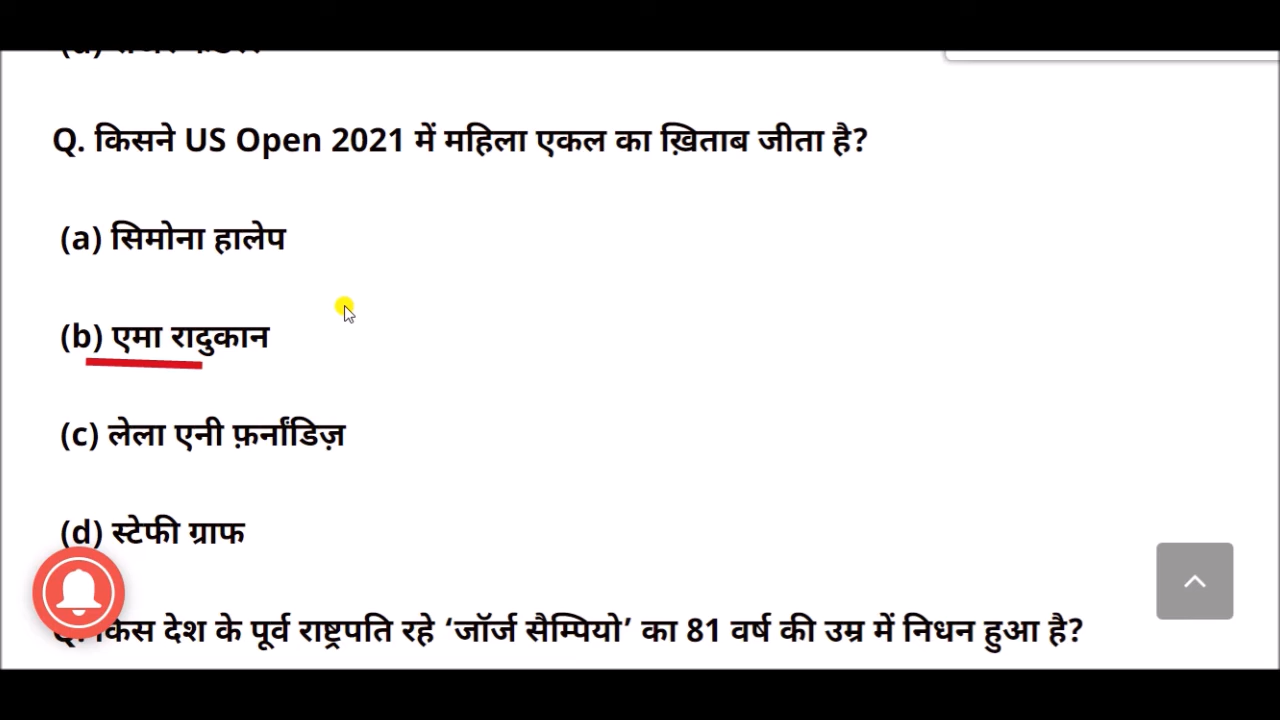 Q. किसने US Open 2021 में महिला एकल का ख़िताब जीता है?
(a) सिमोना हालेप
(b) एमा रादुकान
(c) लेला एनी फ़र्नांडिज़
(d) स्टेफी ग्राफ
किस देश के पूर्व राष्ट्रपति रहे ‘जॉर्ज सैम्पियो’ का 81 वर्ष की उम्र में निधन हुआ है?